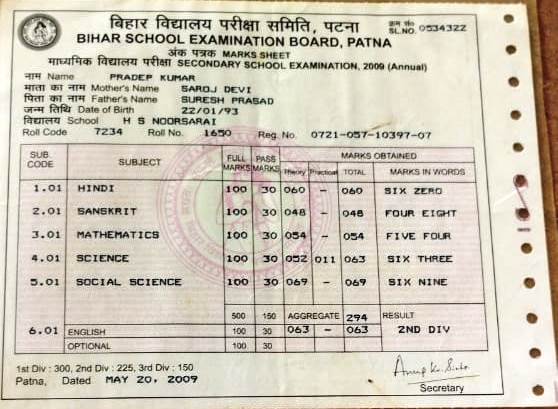 बिहार विद्यालय परीक्षा समिति, पटना
क्रम सं०
SL.NO. 0534322
BIHAR SCHOOL EXAMINATION BOARD, PATNA
अंक पत्रक MARKS SHEET
माध्यमिक विद्यालय परीक्षा SECONDARY SCHOOL EXAMINATION, 2009 (Annual)
नाम Name PRADEP KUMAR
माता का नाम Mother's Name SAROJ DEVI
पिता का नाम Father's Name SURESH PRASAD
जन्म तिथि Date of Birth 22/01/93
विद्यालय School H S NOORSARAI
Roll Code 7234 Roll No. 1650 Reg. No. 0721-057-10397-07
SUB. CODE SUBJECT FULL MARKS PASS MARKS MARKS OBTAINED
Theory Practical TOTAL MARKS IN WORDS
1.01 HINDI 100 30 060 - 060 SIX ZERO
2.01 SANSKRIT 100 30 048 - 048 FOUR EIGHT
3.01 MATHEMATICS 100 30 054 - 054 FIVE FOUR
4.01 SCIENCE 100 30 052 011 063 SIX THREE
5.01 SOCIAL SCIENCE 100 30 069 - 069 SIX NINE
500 150 AGGREGATE 294 RESULT
6.01 ENGLISH 100 30 063 - 063 2ND DIV
OPTIONAL 100 30
1st Div : 300, 2nd Div : 225, 3rd Div : 150
Patna, Dated MAY 20, 2009
Secretary